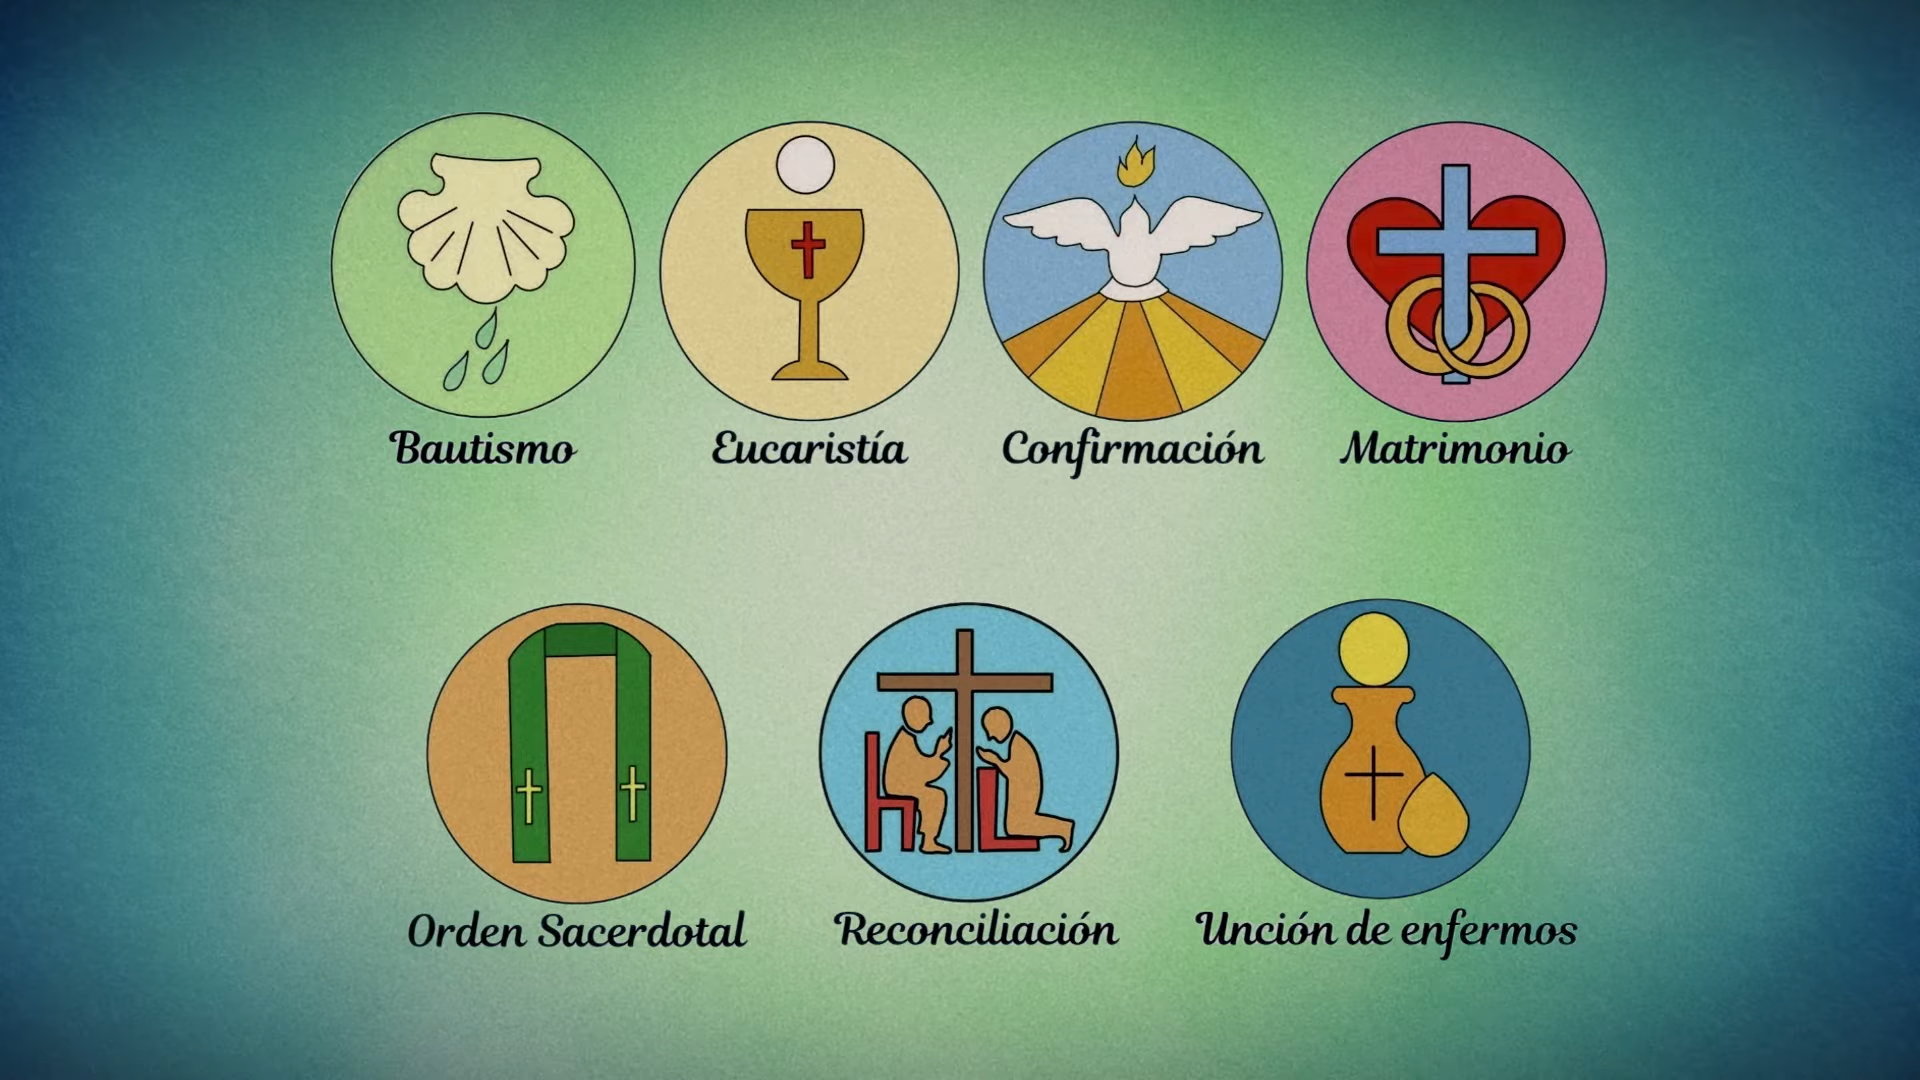 Bautismo
Eucaristía
Confirmación
Matrimonio
Orden Sacerdotal
Reconciliación
Unción de enfermos